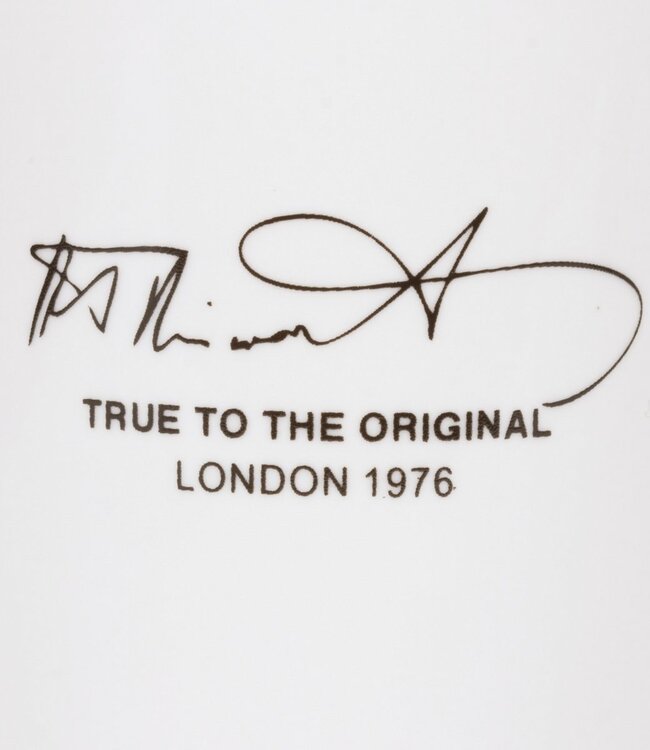 TRUE TO THE ORIGINAL
LONDON 1976